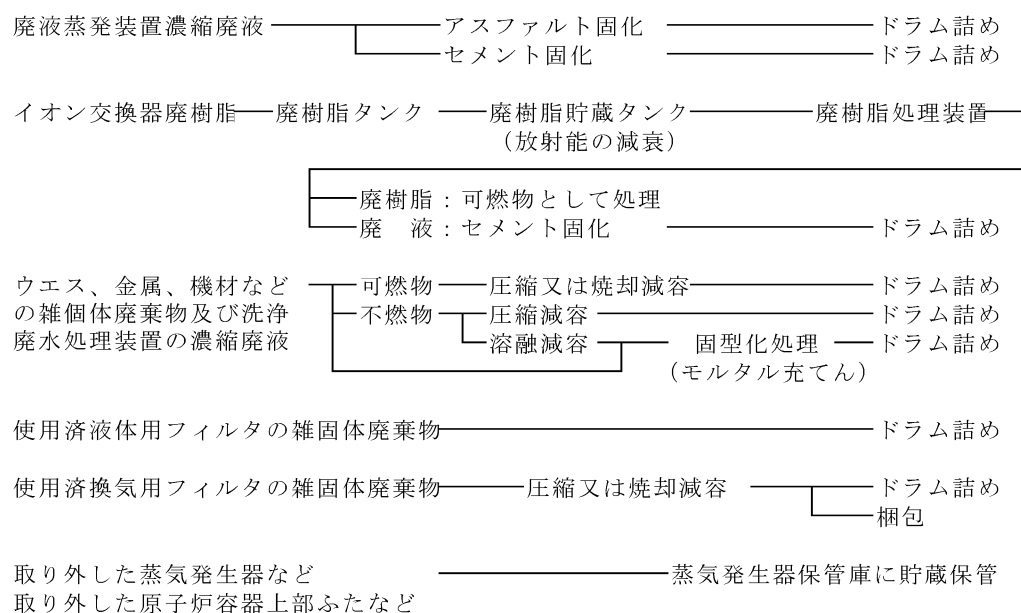 廃液蒸発装置濃縮廃液 アスファルト固化 ドラム詰め
セメント固化 ドラム詰め
イオン交換器廃樹脂 廃樹脂タンク 廃樹脂貯蔵タンク 廃樹脂処理装置
（放射能の減衰）
廃樹脂：可燃物として処理
廃　液：セメント固化 ドラム詰め
ウエス、金属、機材など 可燃物 圧縮又は焼却減容 ドラム詰め
の雑個体廃棄物及び洗浄 不燃物 圧縮減容 ドラム詰め
廃水処理装置の濃縮廃液 溶融減容 固型化処理 ドラム詰め
（モルタル充てん）
使用済液体用フィルタの雑固体廃棄物 ドラム詰め
使用済換気用フィルタの雑固体廃棄物 圧縮又は焼却減容 ドラム詰め
梱包
取り外した蒸気発生器など 蒸気発生器保管庫に貯蔵保管
取り外した原子炉容器上部ふたなど